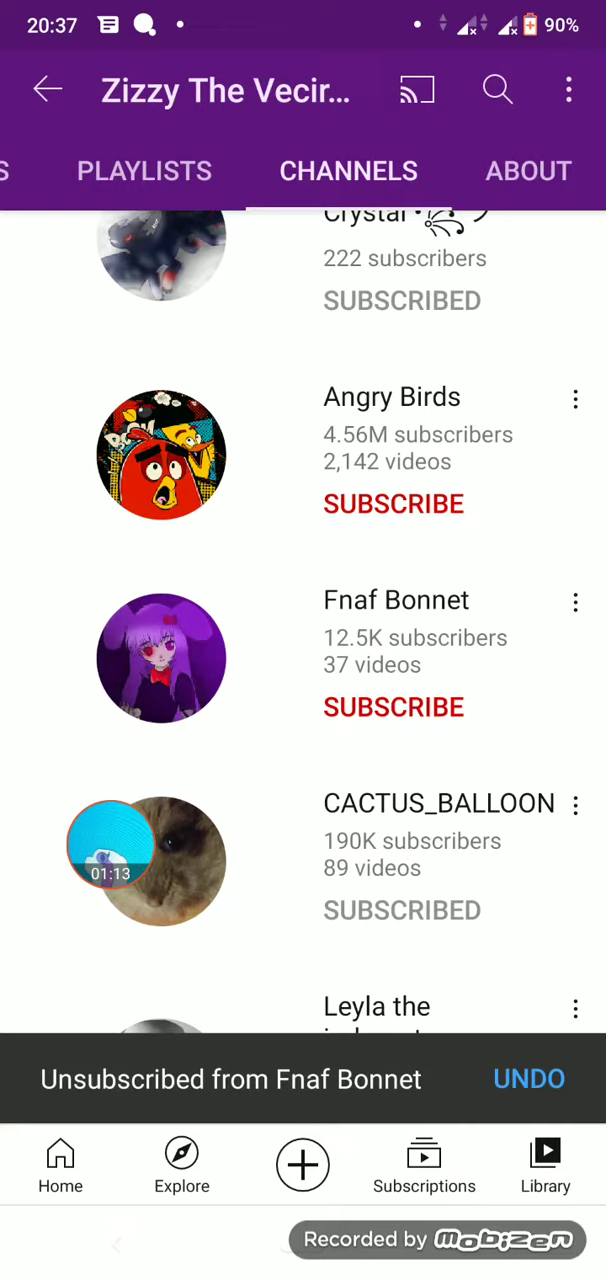 20:37
90%
Zizzy The Vecir...
S PLAYLISTS CHANNELS ABOUT
Crystal
222 subscribers
SUBSCRIBED
Angry Birds
4.56M subscribers
2,142 videos
SUBSCRIBE
Fnaf Bonnet
12.5K subscribers
37 videos
SUBSCRIBE
CACTUS_BALLOON
190K subscribers
89 videos
SUBSCRIBED
01:13
Leyla the
Unsubscribed from Fnaf Bonnet UNDO
Home Explore Subscriptions Library
Recorded by mobizen